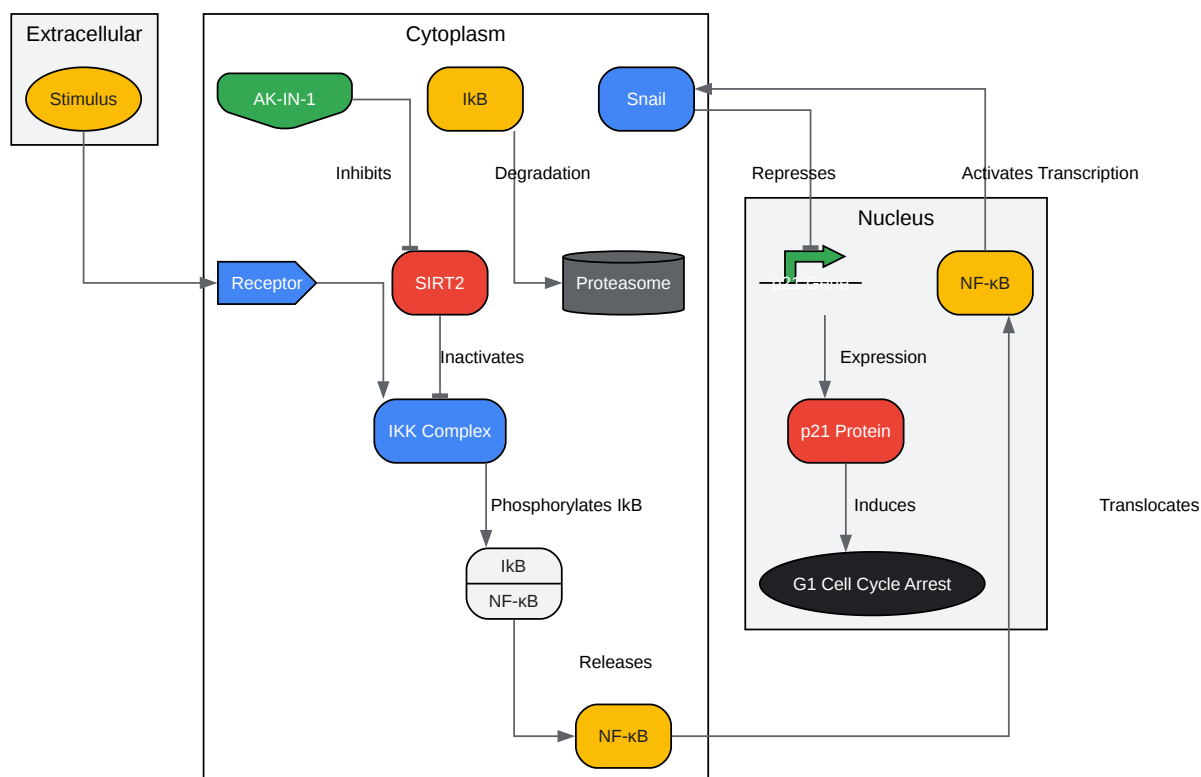 Extracellular
Stimulus
Cytoplasm
AK-IN-1
IkB
Snail
Inhibits
Degradation
Represses
Activates Transcription
Nucleus
Receptor
SIRT2
Proteasome
p21 Gene
NF-κB
Inactivates
Expression
IKK Complex
p21 Protein
Phosphorylates IkB
Induces
Translocates
IkB
NF-κB
G1 Cell Cycle Arrest
Releases
NF-κB